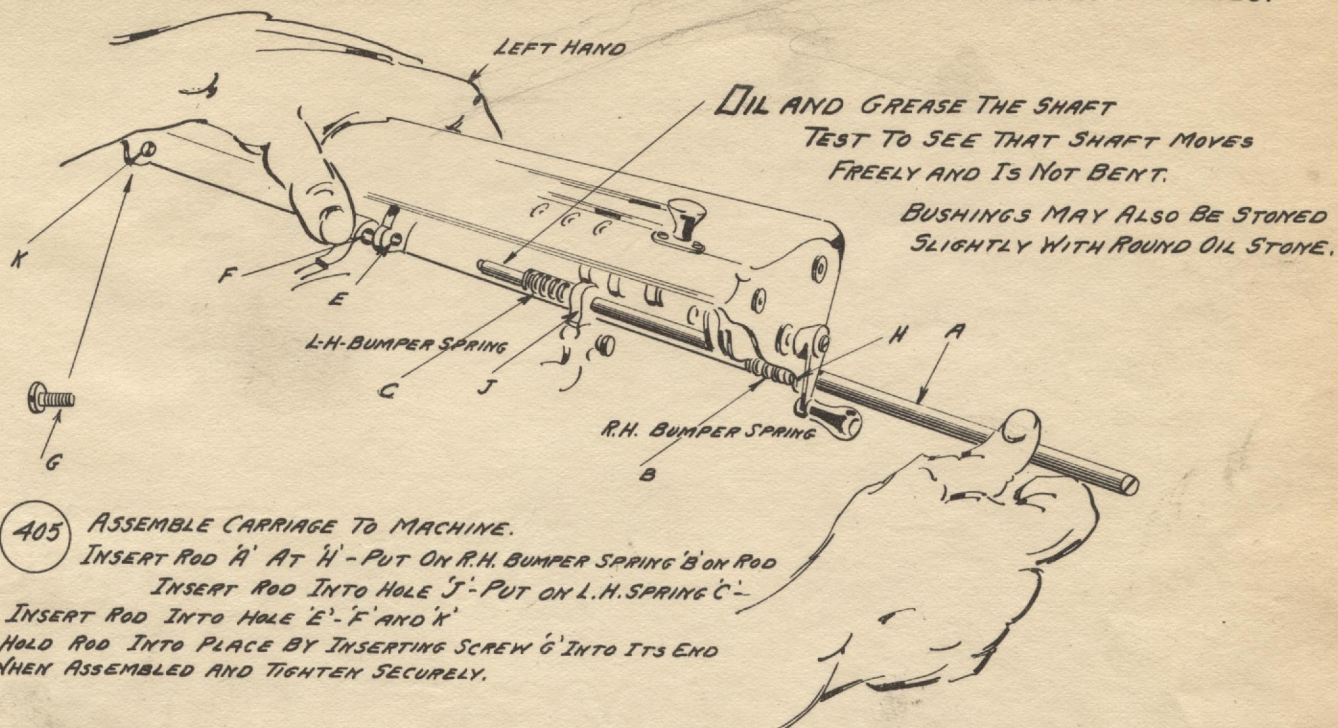 LEFT HAND
OIL AND GREASE THE SHAFT
TEST TO SEE THAT SHAFT MOVES
FREELY AND IS NOT BENT.
BUSHINGS MAY ALSO BE STONED
SLIGHTLY WITH ROUND OIL STONE.
K
F
E
L-H-BUMPER SPRING
C
J
H
A
R.H. BUMPER SPRING
B
G
405 ASSEMBLE CARRIAGE TO MACHINE.
INSERT ROD 'A' AT 'H' - PUT ON R.H. BUMPER SPRING 'B' ON ROD
INSERT ROD INTO HOLE 'J' - PUT ON L.H. SPRING 'C' -
INSERT ROD INTO HOLE 'E' - 'F' AND 'K'
HOLD ROD INTO PLACE BY INSERTING SCREW 'G' INTO ITS END
WHEN ASSEMBLED AND TIGHTEN SECURELY.